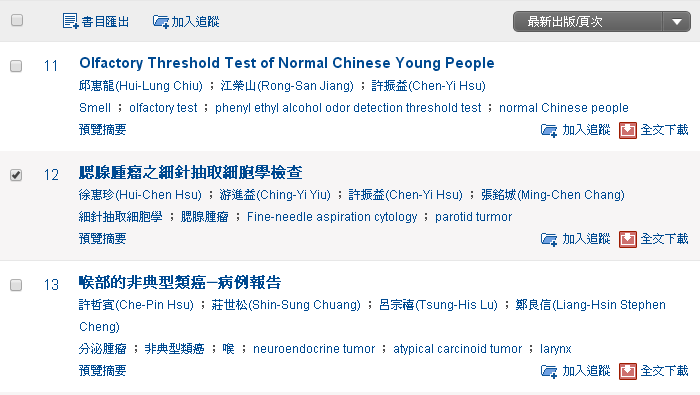 書目匯出 加入追蹤 最新出版/頁次
11 Olfactory Threshold Test of Normal Chinese Young People
邱惠龍(Hui-Lung Chiu) ; 江榮山(Rong-San Jiang) ; 許振益(Chen-Yi Hsu)
Smell ; olfactory test ; phenyl ethyl alcohol odor detection threshold test ; normal Chinese people
預覽摘要 加入追蹤 全文下載
12 腮腺腫瘤之細針抽取細胞學檢查
徐惠珍(Hui-Chen Hsu) ; 游進益(Ching-Yi Yiu) ; 許振益(Chen-Yi Hsu) ; 張銘城(Ming-Chen Chang)
細針抽取細胞學 ; 腮腺腫瘤 ; Fine-needle aspiration cytology ; parotid turmor
預覽摘要 加入追蹤 全文下載
13 喉部的非典型類癌─病例報告
許哲賓(Che-Pin Hsu) ; 莊世松(Shin-Sung Chuang) ; 呂宗禧(Tsung-His Lu) ; 鄭良信(Liang-Hsin Stephen
Cheng)
分泌腫瘤 ; 非典型類癌 ; 喉 ; neuroendocrine tumor ; atypical carcinoid tumor ; larynx
預覽摘要 加入追蹤 全文下載